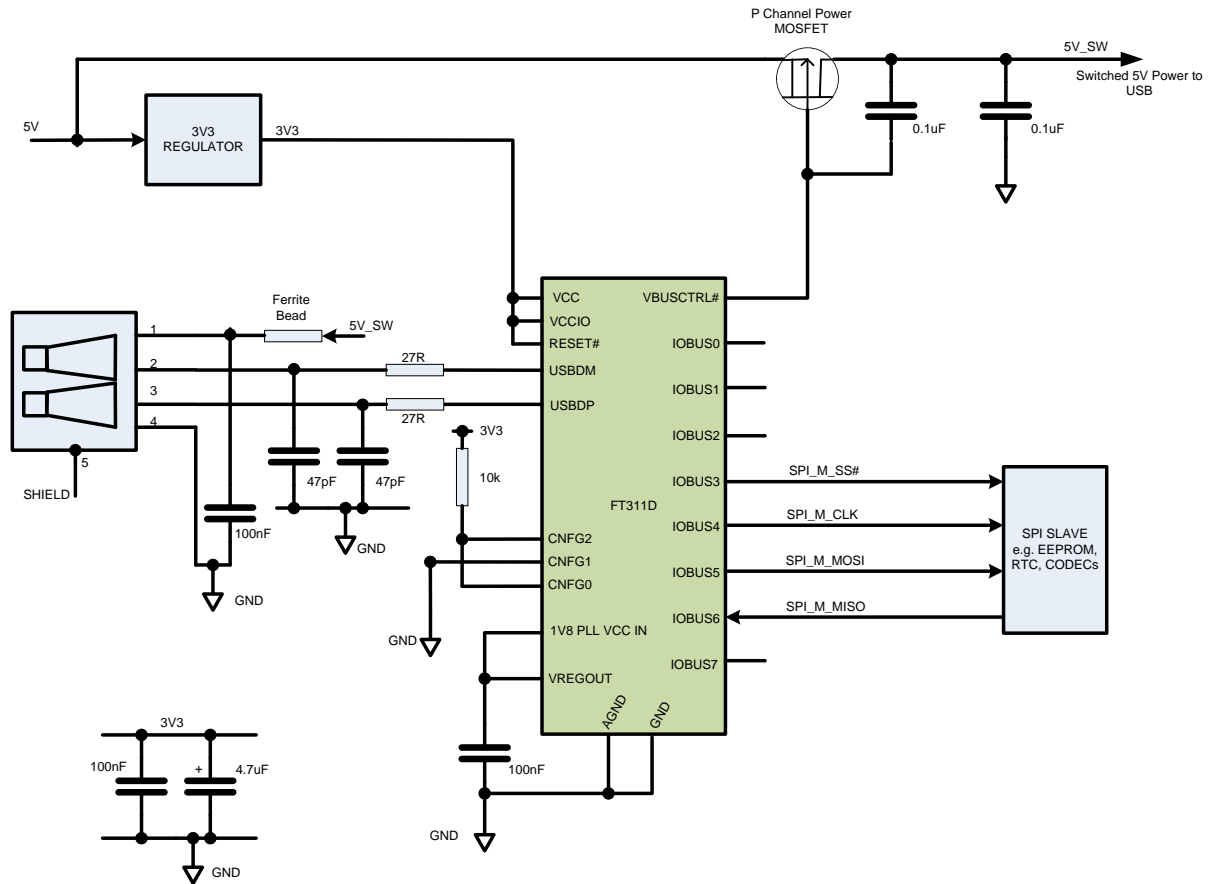 P Channel Power
MOSFET
5V_SW
Switched 5V Power to
USB
0.1uF
0.1uF
5V
3V3
REGULATOR
3V3
VCC
VCCIO
RESET#
USBDM
USBDP
CNFG2
CNFG1
CNFG0
1V8 PLL VCC IN
VREGOUT
AGND
GND
FT311D
VBUSCTRL#
IOBUS0
IOBUS1
IOBUS2
IOBUS3
IOBUS4
IOBUS5
IOBUS6
IOBUS7
Ferrite
Bead
5V_SW
1
2
3
4
5
SHIELD
27R
27R
47pF
47pF
GND
100nF
GND
3V3
10k
GND
SPI_M_SS#
SPI_M_CLK
SPI_M_MOSI
SPI_M_MISO
SPI SLAVE
e.g. EEPROM,
RTC, CODECs
100nF
GND
3V3
100nF
+
4.7uF
GND